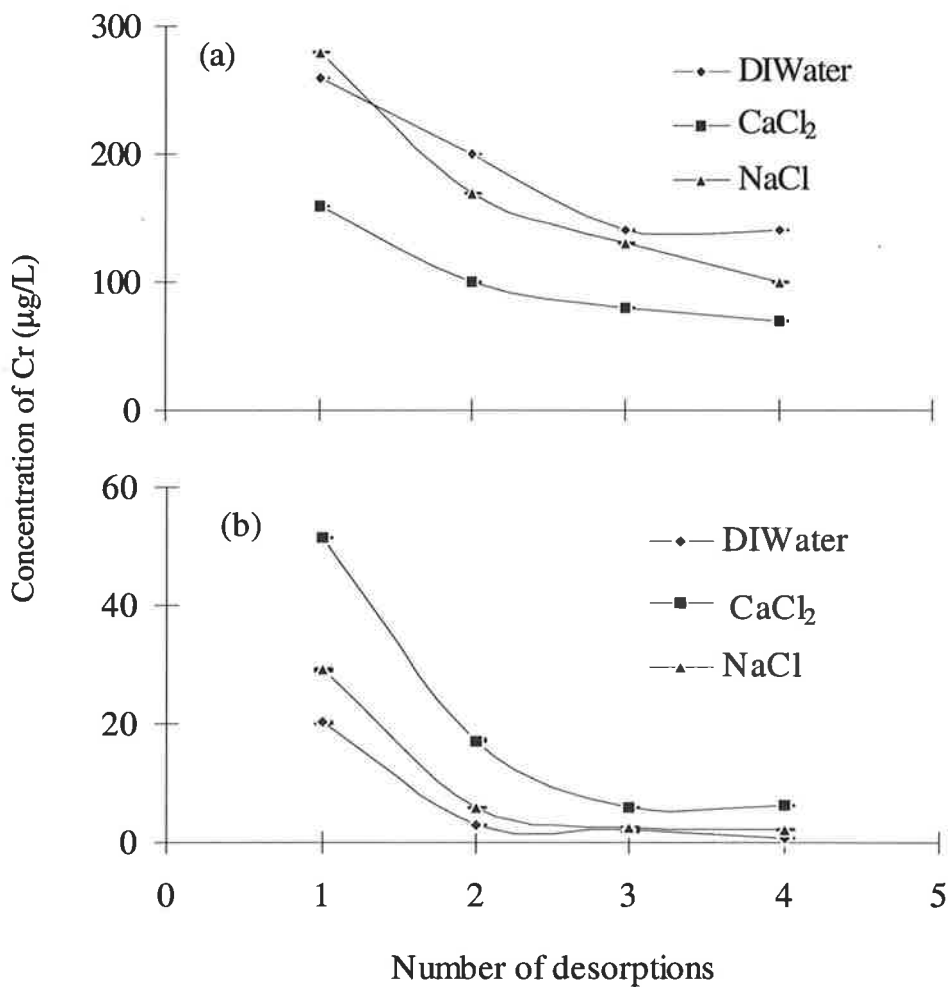 Concentration of Cr (µg/L)
300
200
100
0
(a)
DIWater
CaCl₂
NaCl
60
40
20
0
(b)
DIWater
CaCl₂
NaCl
0 1 2 3 4 5
Number of desorptions